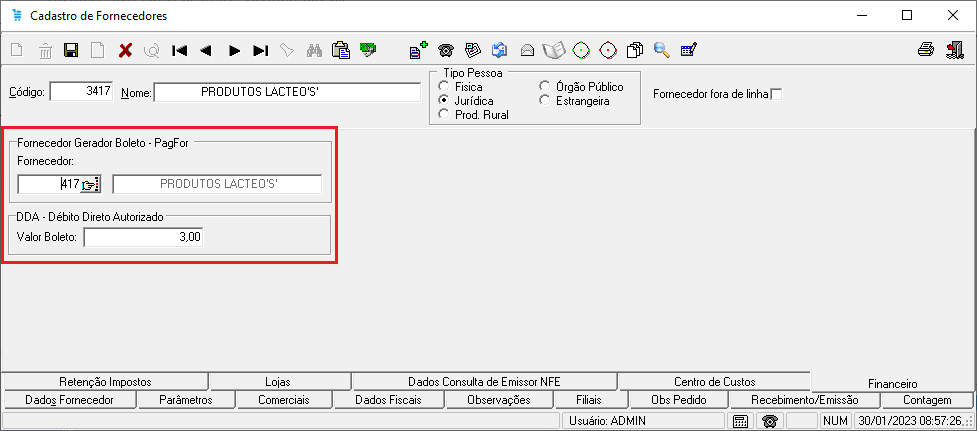 Cadastro de Fornecedores
Código: 3417 Nome: PRODUTOS LACTEO'S'
Tipo Pessoa
Fisica Órgão Público
Jurídica Estrangeira
Prod. Rural
Fornecedor fora de linha
Fornecedor Gerador Boleto - PagFor
Fornecedor:
417 PRODUTOS LACTEO'S'
DDA - Débito Direto Autorizado
Valor Boleto: 3,00
Retenção Impostos Lojas Dados Consulta de Emissor NFE Centro de Custos Financeiro
Dados Fornecedor Parâmetros Comerciais Dados Fiscais Observações Filiais Obs Pedido Recebimento/Emissão Contagem
Usuário: ADMIN NUM 30/01/2023 08:57:26